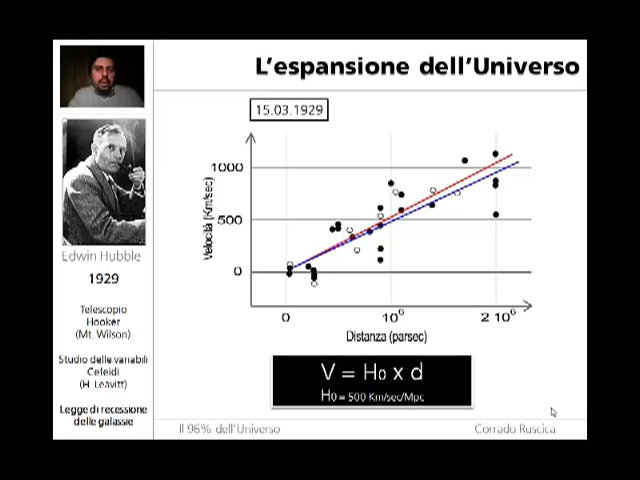 L'espansione dell'Universo
15.03.1929
Edwin Hubble
1929
Telescopio
Hooker
(Mt. Wilson)
Studio delle variabili
Cefeidi
(H. Leavitt)
Legge di recessione
delle galassie
Velocità (Km/sec)
1000
500
0
0
10⁶
2 10⁶
Distanza (parsec)
V = H0 x d
H0 = 500 Km/sec/Mpc
Il 96% dell'Universo
Corrado Ruscica